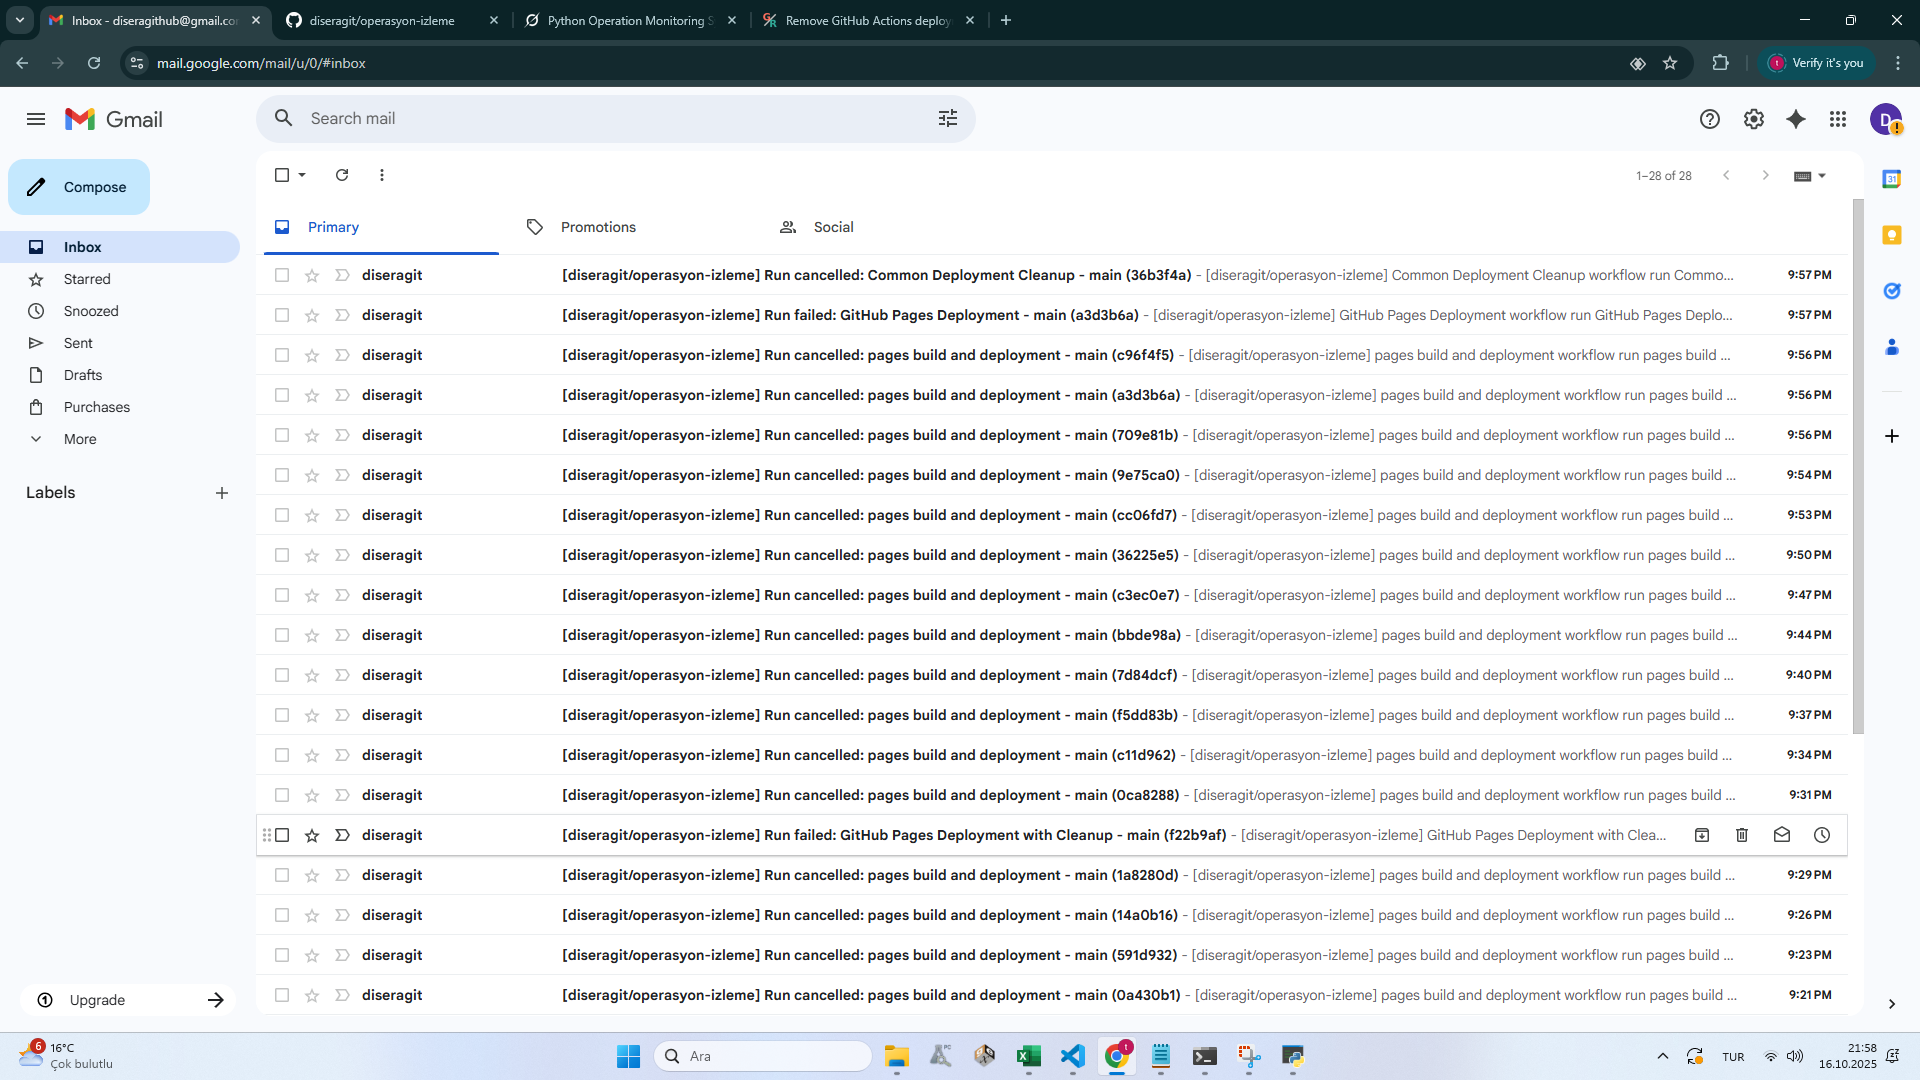 Inbox - diseragithub@gmail.co
diseragit/operasyon-izleme
Python Operation Monitoring S
Remove GitHub Actions deploy
mail.google.com/mail/u/0/#inbox
Verify it's you
Gmail
Search mail
D
Compose
1–28 of 28
Primary
Promotions
Social
Inbox
Starred
Snoozed
Sent
Drafts
Purchases
More
Labels
Upgrade
diseragit [diseragit/operasyon-izleme] Run cancelled: Common Deployment Cleanup - main (36b3f4a) - [diseragit/operasyon-izleme] Common Deployment Cleanup workflow run Commo... 9:57 PM
diseragit [diseragit/operasyon-izleme] Run failed: GitHub Pages Deployment - main (a3d3b6a) - [diseragit/operasyon-izleme] GitHub Pages Deployment workflow run GitHub Pages Deplo... 9:57 PM
diseragit [diseragit/operasyon-izleme] Run cancelled: pages build and deployment - main (c96f4f5) - [diseragit/operasyon-izleme] pages build and deployment workflow run pages build ... 9:56 PM
diseragit [diseragit/operasyon-izleme] Run cancelled: pages build and deployment - main (a3d3b6a) - [diseragit/operasyon-izleme] pages build and deployment workflow run pages build ... 9:56 PM
diseragit [diseragit/operasyon-izleme] Run cancelled: pages build and deployment - main (709e81b) - [diseragit/operasyon-izleme] pages build and deployment workflow run pages build ... 9:56 PM
diseragit [diseragit/operasyon-izleme] Run cancelled: pages build and deployment - main (9e75ca0) - [diseragit/operasyon-izleme] pages build and deployment workflow run pages build ... 9:54 PM
diseragit [diseragit/operasyon-izleme] Run cancelled: pages build and deployment - main (cc06fd7) - [diseragit/operasyon-izleme] pages build and deployment workflow run pages build ... 9:53 PM
diseragit [diseragit/operasyon-izleme] Run cancelled: pages build and deployment - main (36225e5) - [diseragit/operasyon-izleme] pages build and deployment workflow run pages build ... 9:50 PM
diseragit [diseragit/operasyon-izleme] Run cancelled: pages build and deployment - main (c3ec0e7) - [diseragit/operasyon-izleme] pages build and deployment workflow run pages build ... 9:47 PM
diseragit [diseragit/operasyon-izleme] Run cancelled: pages build and deployment - main (bbde98a) - [diseragit/operasyon-izleme] pages build and deployment workflow run pages build ... 9:44 PM
diseragit [diseragit/operasyon-izleme] Run cancelled: pages build and deployment - main (7d84dcf) - [diseragit/operasyon-izleme] pages build and deployment workflow run pages build ... 9:40 PM
diseragit [diseragit/operasyon-izleme] Run cancelled: pages build and deployment - main (f5dd83b) - [diseragit/operasyon-izleme] pages build and deployment workflow run pages build ... 9:37 PM
diseragit [diseragit/operasyon-izleme] Run cancelled: pages build and deployment - main (c11d962) - [diseragit/operasyon-izleme] pages build and deployment workflow run pages build ... 9:34 PM
diseragit [diseragit/operasyon-izleme] Run cancelled: pages build and deployment - main (0ca8288) - [diseragit/operasyon-izleme] pages build and deployment workflow run pages build ... 9:31 PM
diseragit [diseragit/operasyon-izleme] Run failed: GitHub Pages Deployment with Cleanup - main (f22b9af) - [diseragit/operasyon-izleme] GitHub Pages Deployment with Clea...
diseragit [diseragit/operasyon-izleme] Run cancelled: pages build and deployment - main (1a8280d) - [diseragit/operasyon-izleme] pages build and deployment workflow run pages build ... 9:29 PM
diseragit [diseragit/operasyon-izleme] Run cancelled: pages build and deployment - main (14a0b16) - [diseragit/operasyon-izleme] pages build and deployment workflow run pages build ... 9:26 PM
diseragit [diseragit/operasyon-izleme] Run cancelled: pages build and deployment - main (591d932) - [diseragit/operasyon-izleme] pages build and deployment workflow run pages build ... 9:23 PM
diseragit [diseragit/operasyon-izleme] Run cancelled: pages build and deployment - main (0a430b1) - [diseragit/operasyon-izleme] pages build and deployment workflow run pages build ... 9:21 PM
6
16°C
Çok bulutlu
Ara
TUR
21:58
16.10.2025